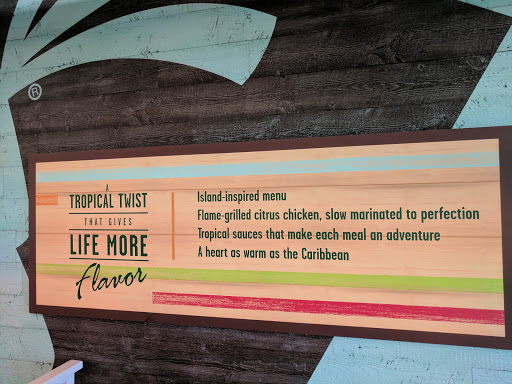 ®
A
TROPICAL TWIST
THAT GIVES
LIFE MORE
Flavor
Island-inspired menu
Flame-grilled citrus chicken, slow marinated to perfection
Tropical sauces that make each meal an adventure
A heart as warm as the Caribbean